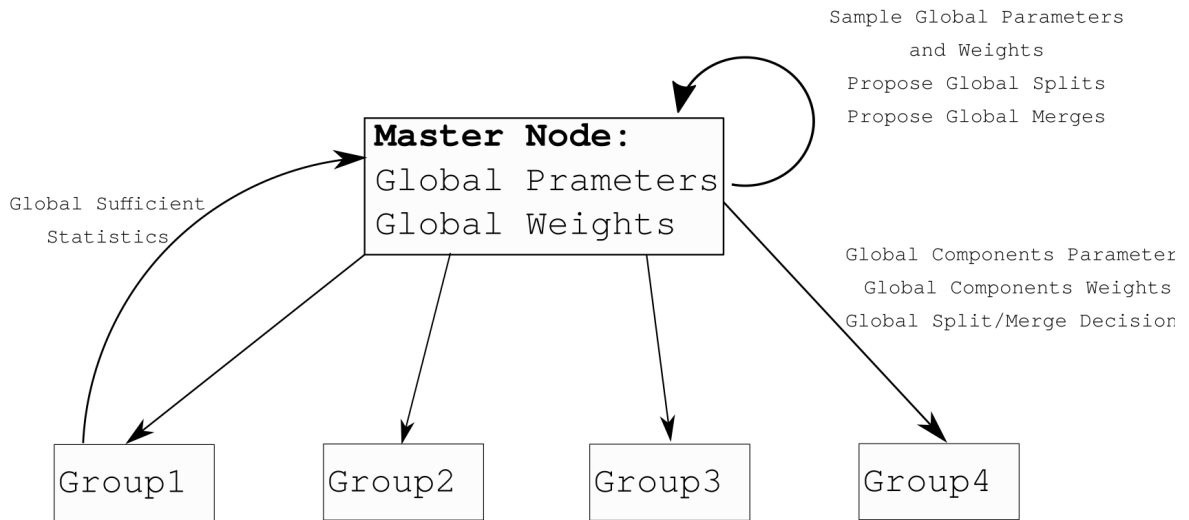 Sample Global Parameters
and Weights
Propose Global Splits
Propose Global Merges
Master Node:
Global Prameters
Global Weights
Global Sufficient
Statistics
Global Components Parameter
Global Components Weights
Global Split/Merge Decision
Group1
Group2
Group3
Group4